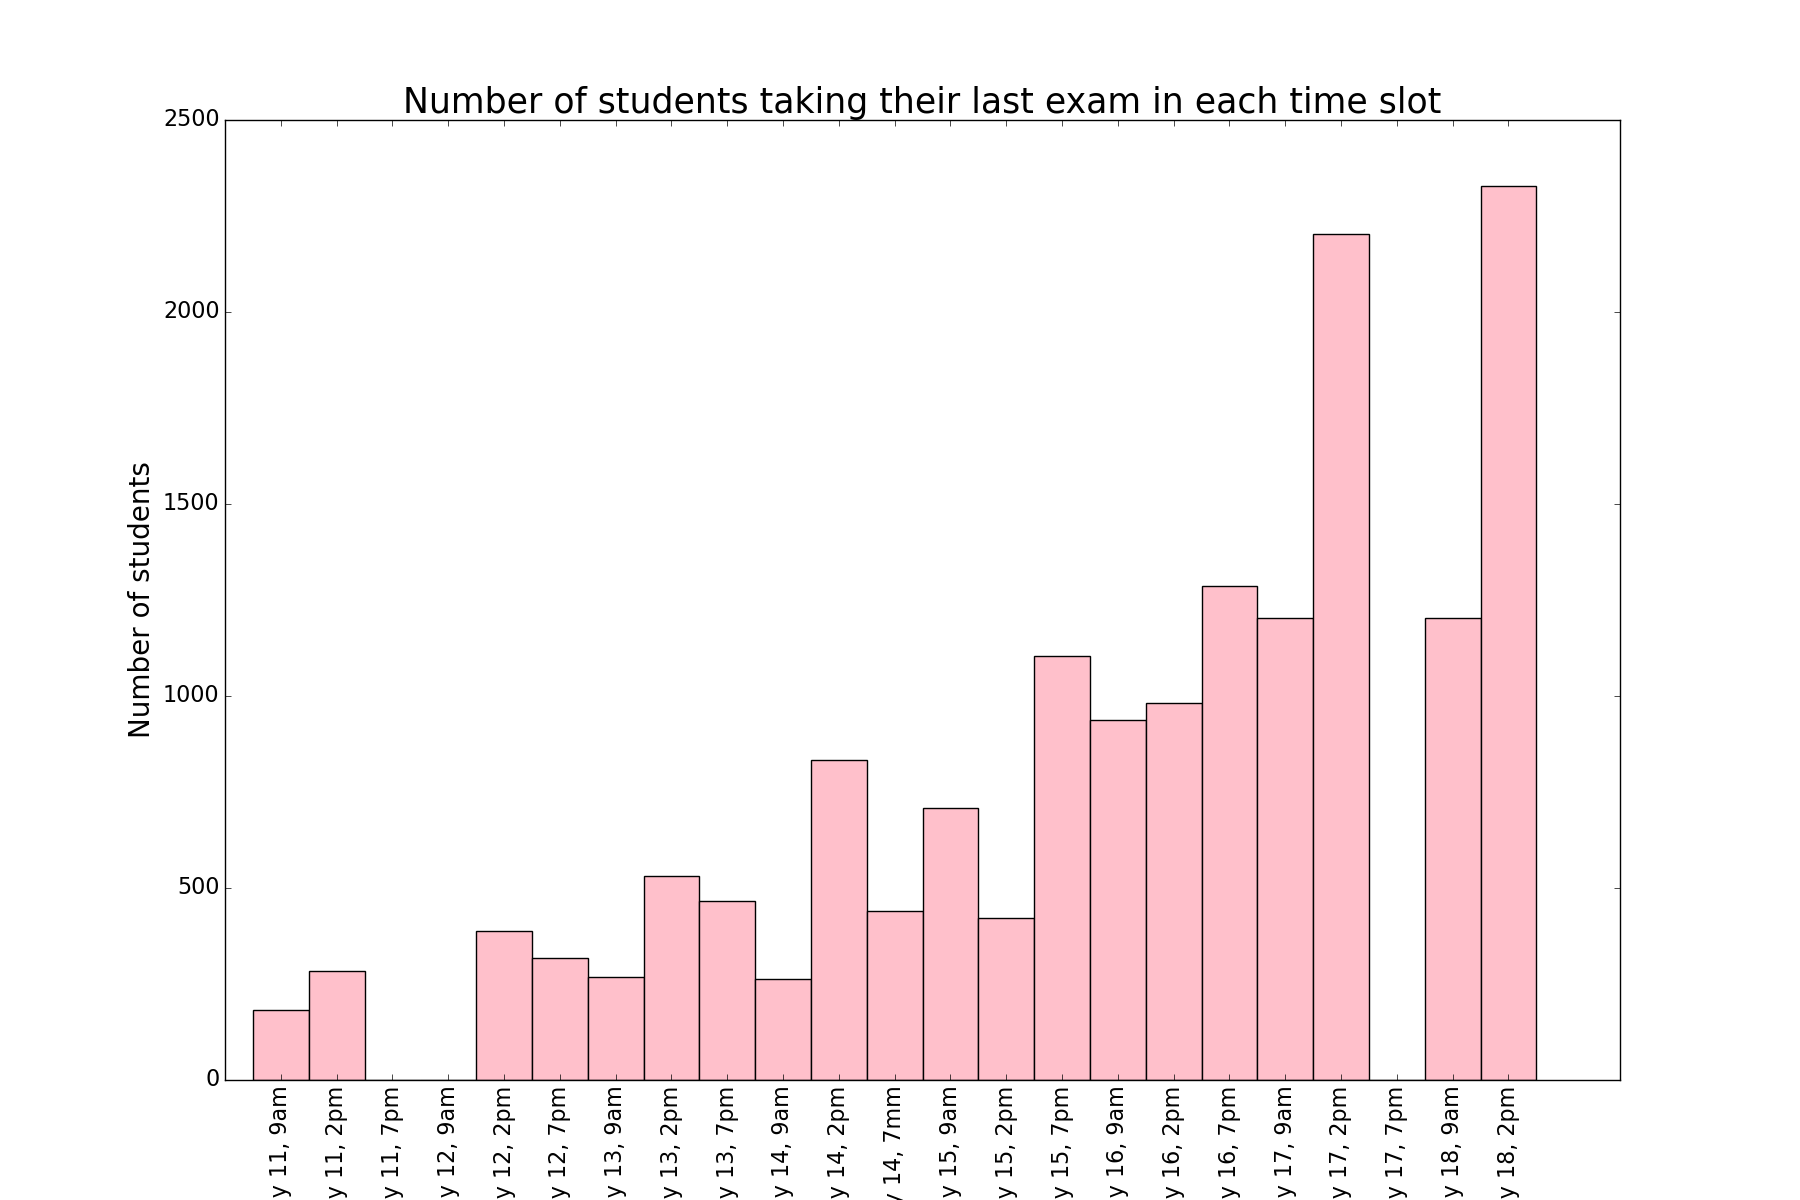 Number of students taking their last exam in each time slot
Number of students
2500
2000
1500
1000
500
0
y 11, 9am
y 11, 2pm
y 11, 7pm
y 12, 9am
y 12, 2pm
y 12, 7pm
y 13, 9am
y 13, 2pm
y 13, 7pm
y 14, 9am
y 14, 2pm
y 14, 7mm
y 15, 9am
y 15, 2pm
y 15, 7pm
y 16, 9am
y 16, 2pm
y 16, 7pm
y 17, 9am
y 17, 2pm
y 17, 7pm
y 18, 9am
y 18, 2pm